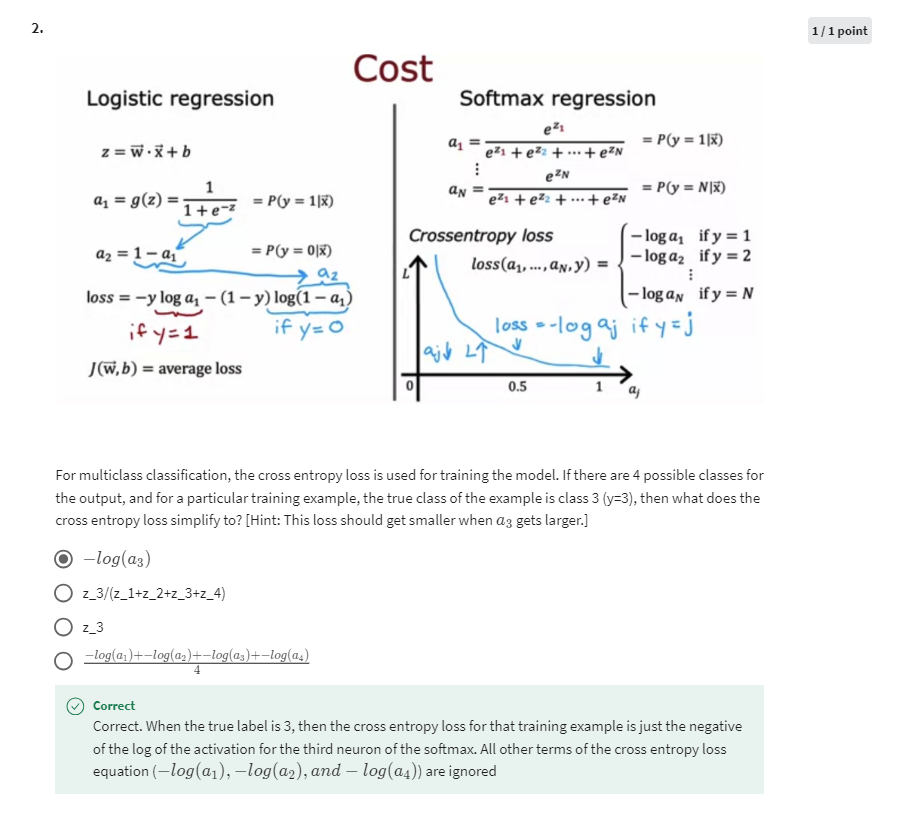 2.
1 / 1 point
Cost
Logistic regression
z = w⃗ · x⃗ + b
a₁ = g(z) = 1/(1 + e^−z) = P(y = 1|x⃗)
a₂ = 1 − a₁ = P(y = 0|x⃗)
a₂
loss = −y log a₁ − (1 − y) log(1 − a₁)
if y=1 if y=0
J(w⃗, b) = average loss
Softmax regression
a₁ = e^z₁/(e^z₁ + e^z₂ + ⋯ + e^zN) = P(y = 1|x⃗)
⋮
aN = e^zN/(e^z₁ + e^z₂ + ⋯ + e^zN) = P(y = N|x⃗)
Crossentropy loss
loss(a₁, …, aN, y) = { − log a₁ if y = 1
− log a₂ if y = 2
⋮
− log aN if y = N
L
loss = -log aj if y=j
aj↓ L↑
0 0.5 1 aj
For multiclass classification, the cross entropy loss is used for training the model. If there are 4 possible classes for
the output, and for a particular training example, the true class of the example is class 3 (y=3), then what does the
cross entropy loss simplify to? [Hint: This loss should get smaller when a₃ gets larger.]
−log(a₃)
z_3/(z_1+z_2+z_3+z_4)
z_3
−log(a₁)+−log(a₂)+−log(a₃)+−log(a₄)
4
Correct
Correct. When the true label is 3, then the cross entropy loss for that training example is just the negative
of the log of the activation for the third neuron of the softmax. All other terms of the cross entropy loss
equation (−log(a₁), −log(a₂), and − log(a₄)) are ignored